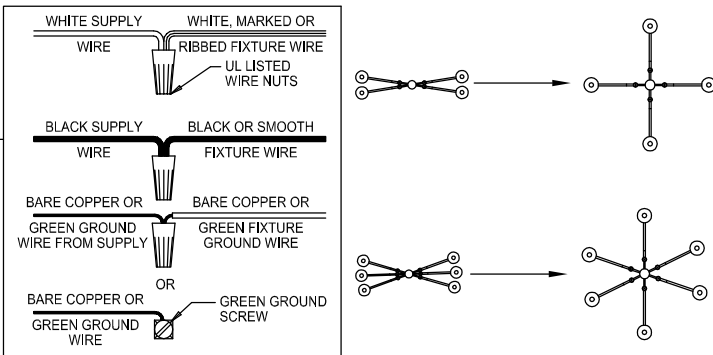 WHITE SUPPLY
WIRE
WHITE, MARKED OR
RIBBED FIXTURE WIRE
UL LISTED
WIRE NUTS
BLACK SUPPLY
WIRE
BLACK OR SMOOTH
FIXTURE WIRE
BARE COPPER OR
GREEN GROUND
WIRE FROM SUPPLY
BARE COPPER OR
GREEN FIXTURE
GROUND WIRE
OR
BARE COPPER OR
GREEN GROUND
WIRE
GREEN GROUND
SCREW